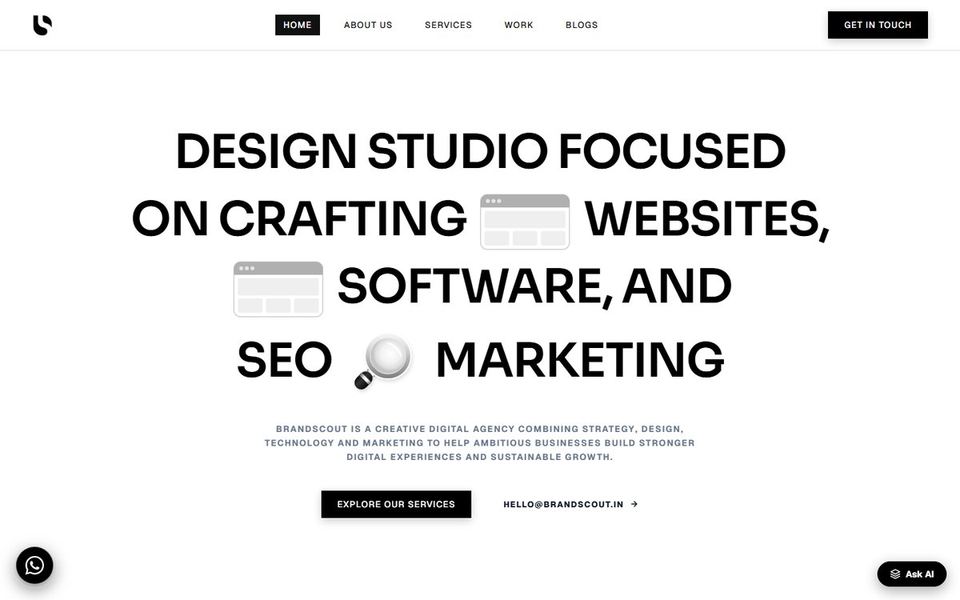 HOME
ABOUT US
SERVICES
WORK
BLOGS
GET IN TOUCH
DESIGN STUDIO FOCUSED
ON CRAFTING WEBSITES,
SOFTWARE, AND
SEO MARKETING
BRANDSCOUT IS A CREATIVE DIGITAL AGENCY COMBINING STRATEGY, DESIGN,
TECHNOLOGY AND MARKETING TO HELP AMBITIOUS BUSINESSES BUILD STRONGER
DIGITAL EXPERIENCES AND SUSTAINABLE GROWTH.
EXPLORE OUR SERVICES
HELLO@BRANDSCOUT.IN →
Ask AI